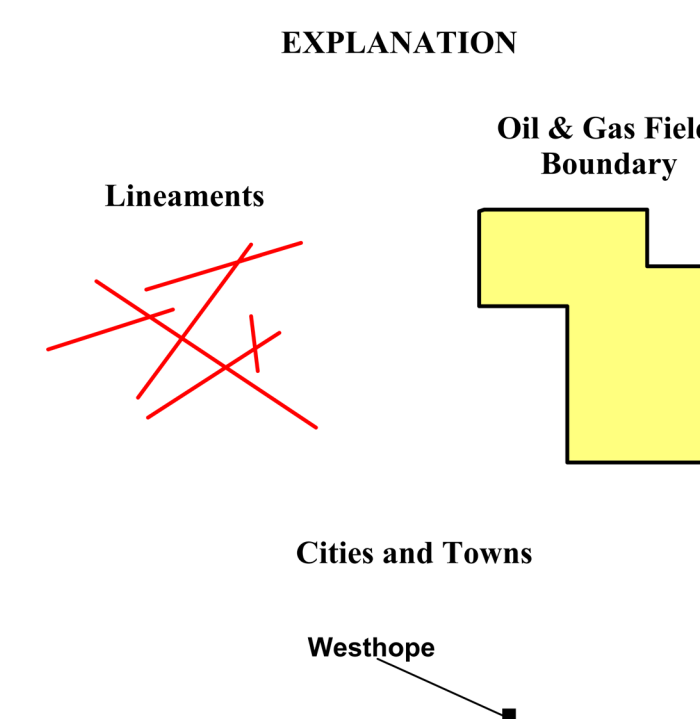 EXPLANATION
Oil & Gas Fiel
Boundary
Lineaments
Cities and Towns
Westhope